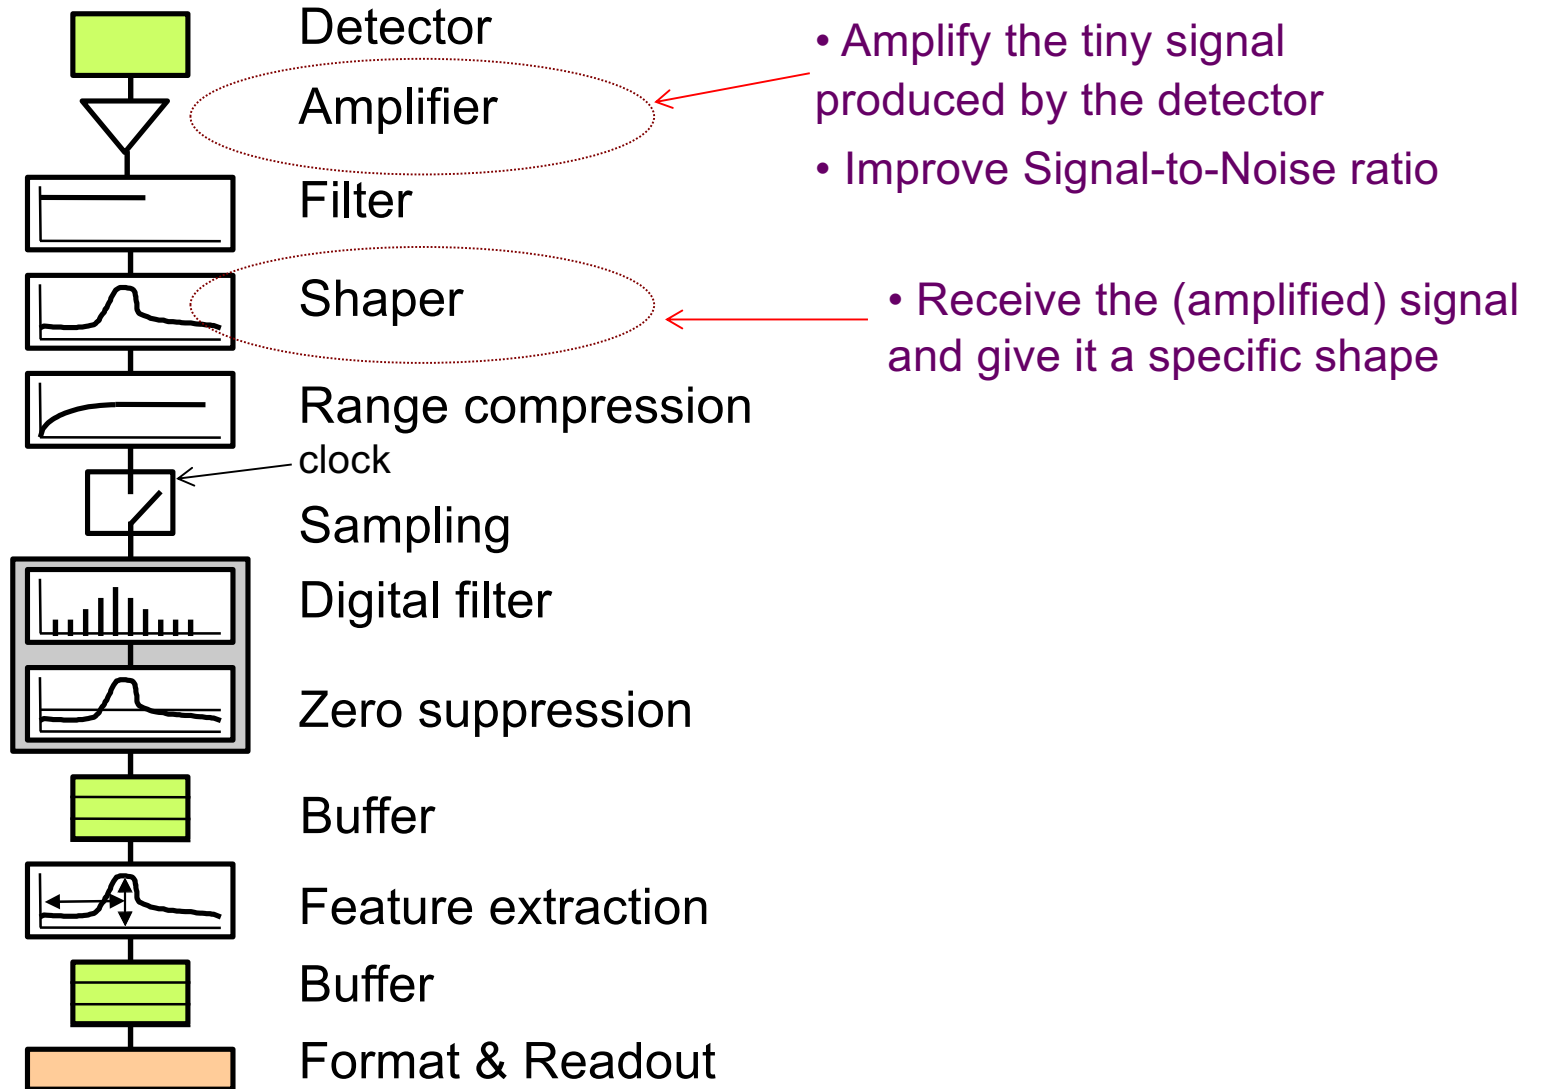 Detector
Amplifier
Filter
Shaper
Range compression
clock
Sampling
Digital filter
Zero suppression
Buffer
Feature extraction
Buffer
Format & Readout
• Amplify the tiny signal
produced by the detector
• Improve Signal-to-Noise ratio
• Receive the (amplified) signal
and give it a specific shape